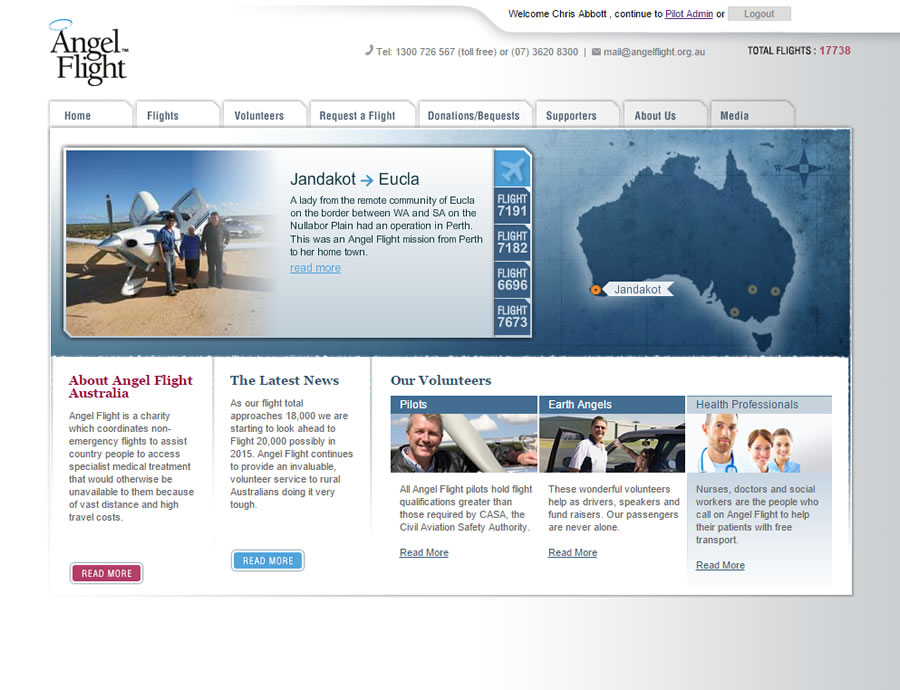 Welcome Chris Abbott , continue to Pilot Admin or Logout
Angel Flight™
Tel: 1300 726 567 (toll free) or (07) 3620 8300 | mail@angelflight.org.au
TOTAL FLIGHTS : 17738
Home
Flights
Volunteers
Request a Flight
Donations/Bequests
Supporters
About Us
Media
Jandakot → Eucla
A lady from the remote community of Eucla
on the border between WA and SA on the
Nullabor Plain had an operation in Perth.
This was an Angel Flight mission from Perth
to her home town.
read more
FLIGHT
7191
FLIGHT
7182
FLIGHT
6696
FLIGHT
7673
N
W
E
S
Jandakot
About Angel Flight
Australia
Angel Flight is a charity
which coordinates non-
emergency flights to assist
country people to access
specialist medical treatment
that would otherwise be
unavailable to them because
of vast distance and high
travel costs.
READ MORE
The Latest News
As our flight total
approaches 18,000 we are
starting to look ahead to
Flight 20,000 possibly in
2015. Angel Flight continues
to provide an invaluable,
volunteer service to rural
Australians doing it very
tough.
READ MORE
Our Volunteers
Pilots
All Angel Flight pilots hold flight
qualifications greater than
those required by CASA, the
Civil Aviation Safety Authority.
Read More
Earth Angels
These wonderful volunteers
help as drivers, speakers and
fund raisers. Our passengers
are never alone.
Read More
Health Professionals
Nurses, doctors and social
workers are the people who
call on Angel Flight to help
their patients with free
transport.
Read More